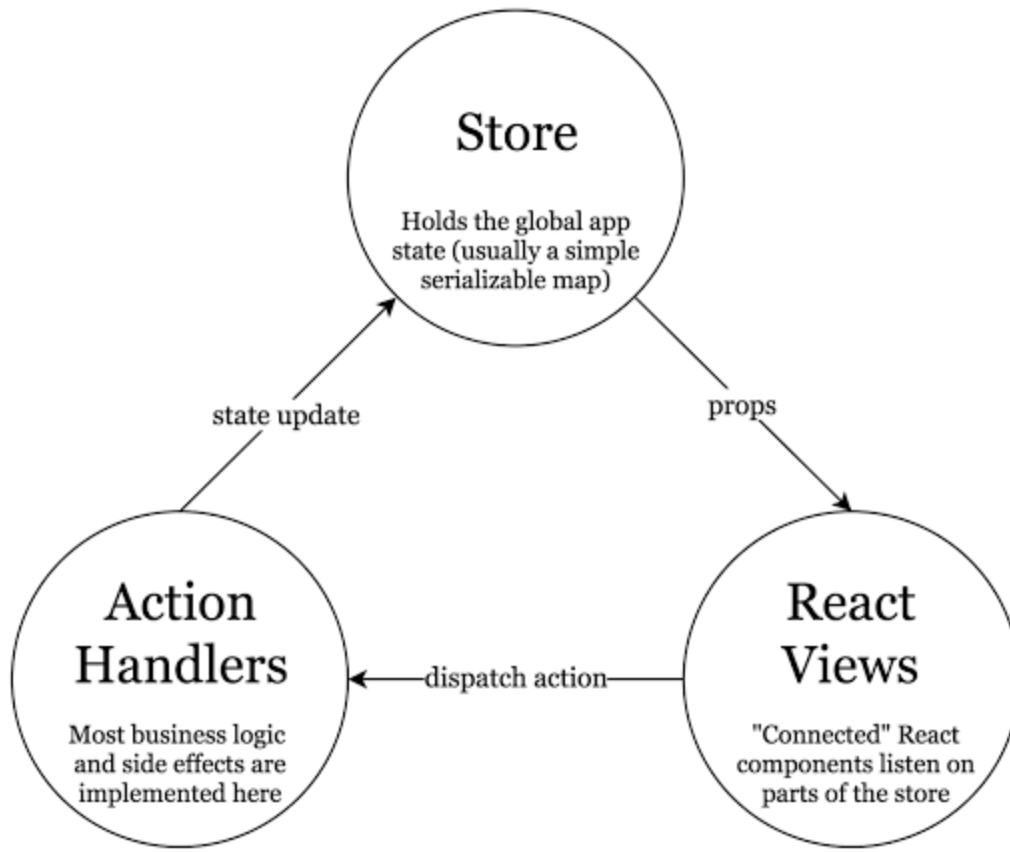 Store
Holds the global app
state (usually a simple
serializable map)
state update
props
Action
Handlers
Most business logic
and side effects are
implemented here
dispatch action
React
Views
"Connected" React
components listen on
parts of the store